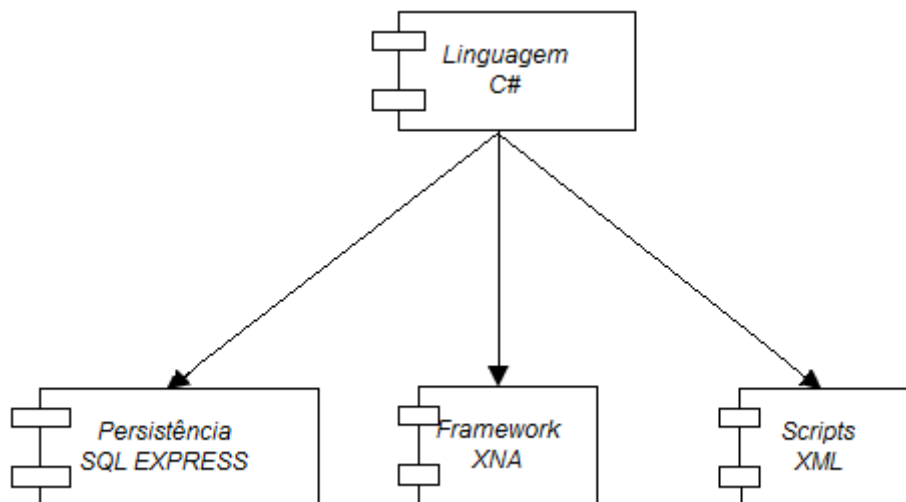 Linguagem
C#
Persistência
SQL EXPRESS
Framework
XNA
Scripts
XML